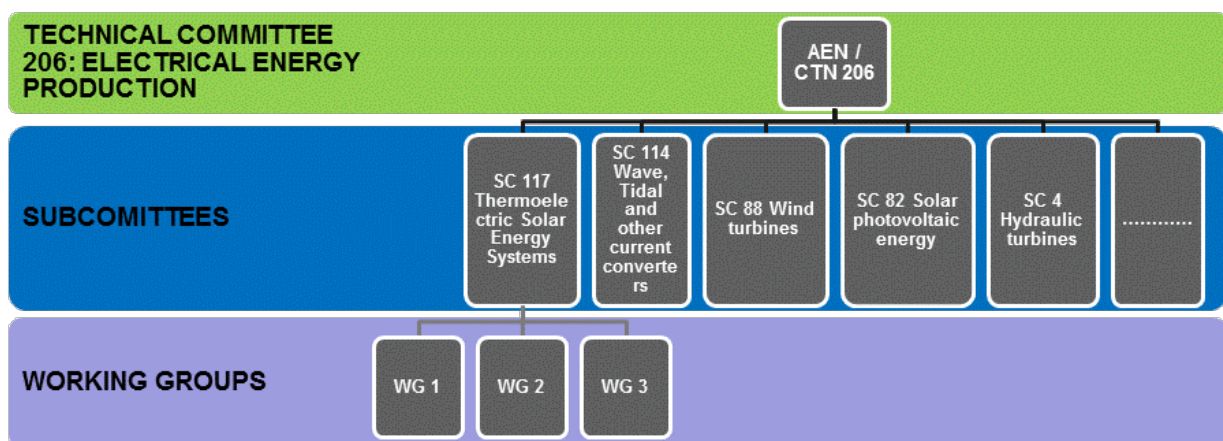 TECHNICAL COMMITTEE
206: ELECTRICAL ENERGY
PRODUCTION
AEN /
CTN 206
SUBCOMITTEES
SC 117
Thermoele
ctric Solar
Energy
Systems
SC 114
Wave,
Tidal
and
other
current
converte
rs
SC 88 Wind
turbines
SC 82 Solar
photovoltaic
energy
SC 4
Hydraulic
turbines
............
WORKING GROUPS
WG 1
WG 2
WG 3